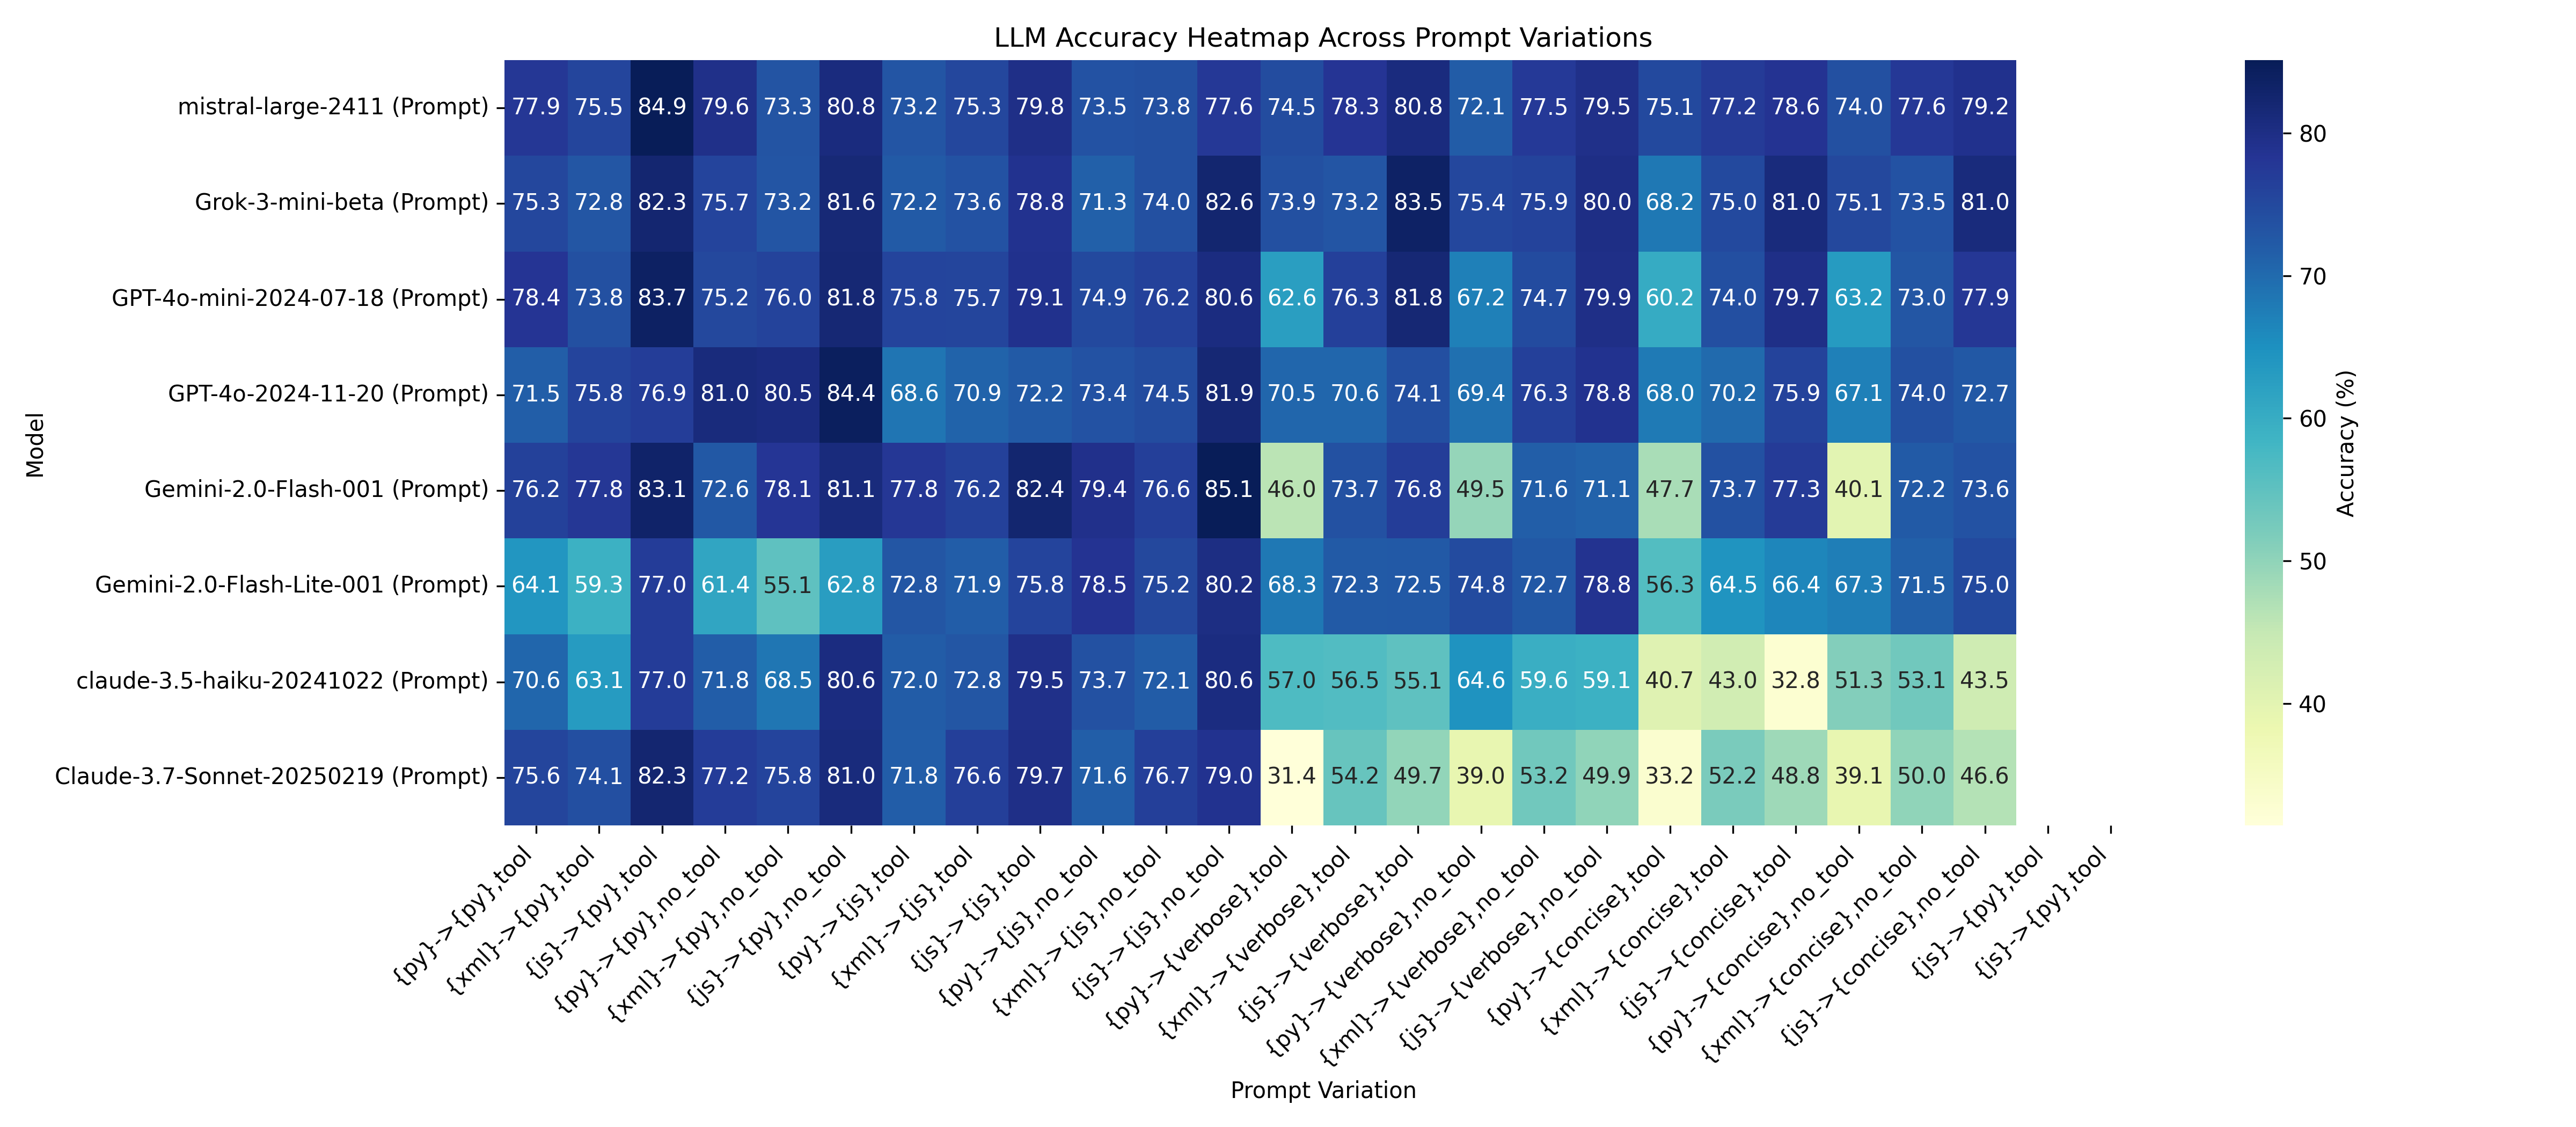 LLM Accuracy Heatmap Across Prompt Variations
mistral-large-2411 (Prompt) 77.9 75.5 84.9 79.6 73.3 80.8 73.2 75.3 79.8 73.5 73.8 77.6 74.5 78.3 80.8 72.1 77.5 79.5 75.1 77.2 78.6 74.0 77.6 79.2
Grok-3-mini-beta (Prompt) 75.3 72.8 82.3 75.7 73.2 81.6 72.2 73.6 78.8 71.3 74.0 82.6 73.9 73.2 83.5 75.4 75.9 80.0 68.2 75.0 81.0 75.1 73.5 81.0
GPT-4o-mini-2024-07-18 (Prompt) 78.4 73.8 83.7 75.2 76.0 81.8 75.8 75.7 79.1 74.9 76.2 80.6 62.6 76.3 81.8 67.2 74.7 79.9 60.2 74.0 79.7 63.2 73.0 77.9
GPT-4o-2024-11-20 (Prompt) 71.5 75.8 76.9 81.0 80.5 84.4 68.6 70.9 72.2 73.4 74.5 81.9 70.5 70.6 74.1 69.4 76.3 78.8 68.0 70.2 75.9 67.1 74.0 72.7
Gemini-2.0-Flash-001 (Prompt) 76.2 77.8 83.1 72.6 78.1 81.1 77.8 76.2 82.4 79.4 76.6 85.1 46.0 73.7 76.8 49.5 71.6 71.1 47.7 73.7 77.3 40.1 72.2 73.6
Gemini-2.0-Flash-Lite-001 (Prompt) 64.1 59.3 77.0 61.4 55.1 62.8 72.8 71.9 75.8 78.5 75.2 80.2 68.3 72.3 72.5 74.8 72.7 78.8 56.3 64.5 66.4 67.3 71.5 75.0
claude-3.5-haiku-20241022 (Prompt) 70.6 63.1 77.0 71.8 68.5 80.6 72.0 72.8 79.5 73.7 72.1 80.6 57.0 56.5 55.1 64.6 59.6 59.1 40.7 43.0 32.8 51.3 53.1 43.5
Claude-3.7-Sonnet-20250219 (Prompt) 75.6 74.1 82.3 77.2 75.8 81.0 71.8 76.6 79.7 71.6 76.7 79.0 31.4 54.2 49.7 39.0 53.2 49.9 33.2 52.2 48.8 39.1 50.0 46.6
Model
{py}->{py},tool
{xml}->{py},tool
{js}->{py},tool
{py}->{py},no_tool
{xml}->{py},no_tool
{js}->{py},no_tool
{py}->{js},tool
{xml}->{js},tool
{js}->{js},tool
{py}->{js},no_tool
{xml}->{js},no_tool
{js}->{js},no_tool
{py}->{verbose},tool
{xml}->{verbose},tool
{js}->{verbose},tool
{py}->{verbose},no_tool
{xml}->{verbose},no_tool
{js}->{verbose},no_tool
{py}->{concise},tool
{xml}->{concise},tool
{js}->{concise},tool
{py}->{concise},no_tool
{xml}->{concise},no_tool
{js}->{concise},no_tool
{js}->{py},tool
{js}->{py},tool
Prompt Variation
80
70
60
50
40
Accuracy (%)